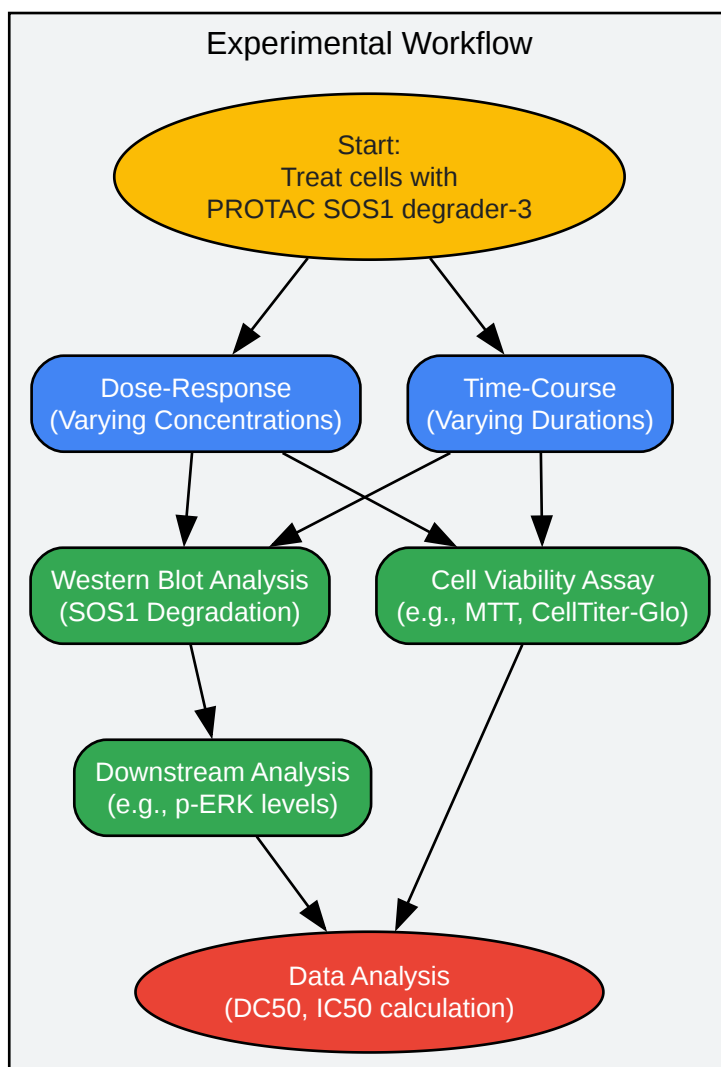 Experimental Workflow
Start:
Treat cells with
PROTAC SOS1 degrader-3
Dose-Response
(Varying Concentrations)
Time-Course
(Varying Durations)
Western Blot Analysis
(SOS1 Degradation)
Cell Viability Assay
(e.g., MTT, CellTiter-Glo)
Downstream Analysis
(e.g., p-ERK levels)
Data Analysis
(DC50, IC50 calculation)